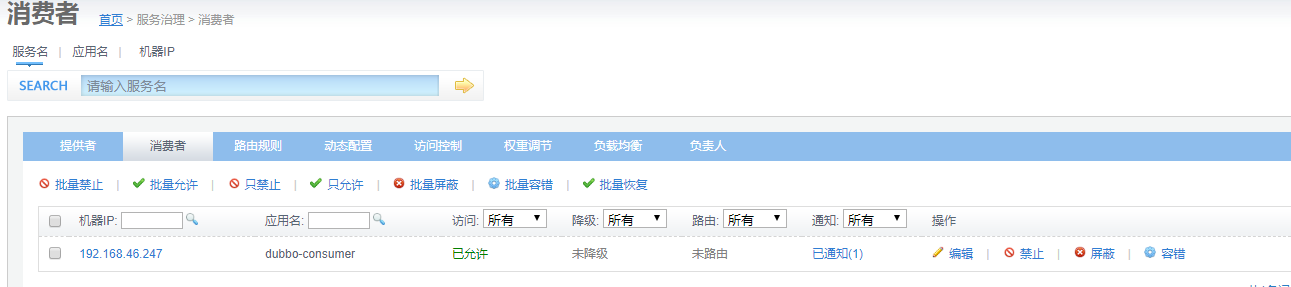 消费者 首页 > 服务治理 > 消费者
服务名 | 应用名 | 机器IP
SEARCH 请输入服务名
提供者 消费者 路由规则 动态配置 访问控制 权重调节 负载均衡 负责人
批量禁止 | 批量允许 | 只禁止 | 只允许 | 批量屏蔽 | 批量容错 | 批量恢复
机器IP: 应用名: 访问: 所有 降级: 所有 路由: 所有 通知: 所有 操作
192.168.46.247 dubbo-consumer 已允许 未降级 未路由 已通知(1) 编辑 | 禁止 | 屏蔽 | 容错